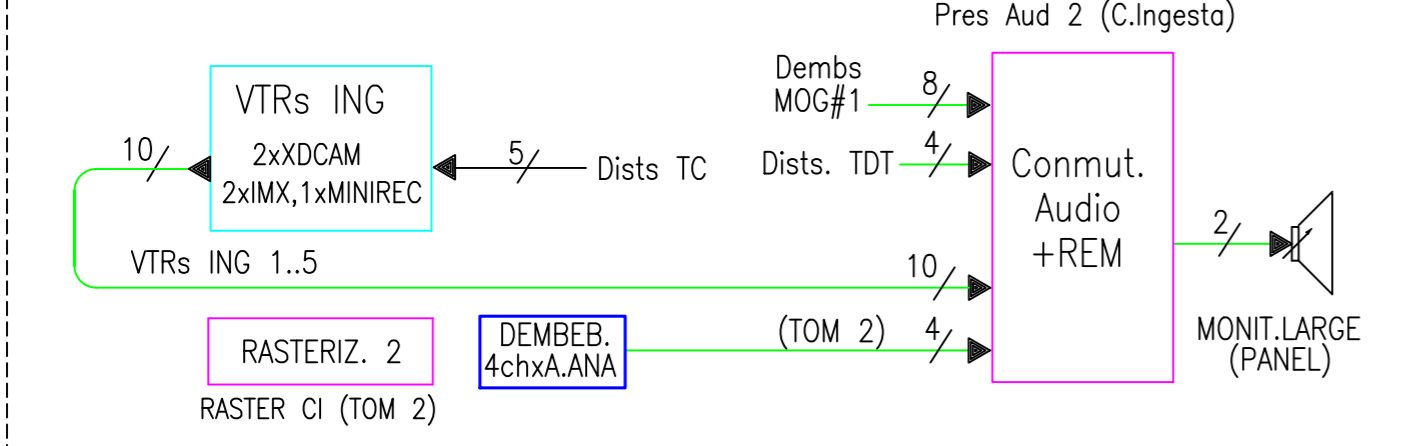 Pres Aud 2 (C.Ingesta)
VTRs ING
2xXDCAM
2xIMX,1xMINIREC
10
5
Dists TC
VTRs ING 1..5
Dembs
MOG#1
8
Dists. TDT
4
10
(TOM 2)
4
Conmut.
Audio
+REM
2
MONIT.LARGE
(PANEL)
RASTERIZ. 2
RASTER CI (TOM 2)
DEMBEB.
4chxA.ANA